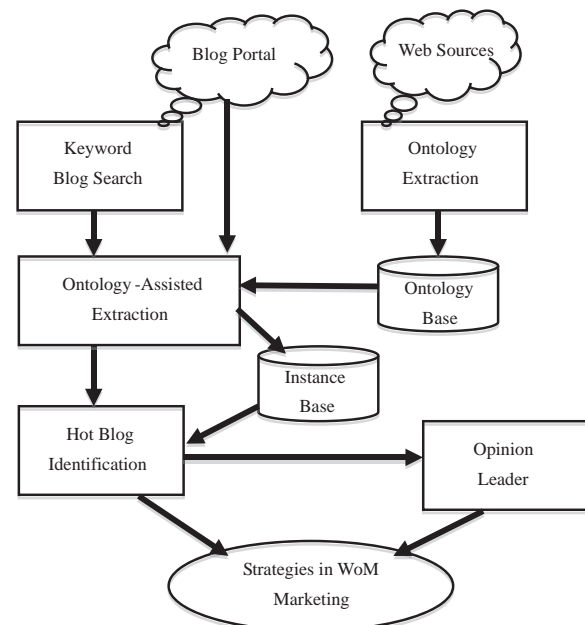 Blog Portal
Web Sources
Keyword
Blog Search
Ontology
Extraction
Ontology -Assisted
Extraction
Ontology
Base
Instance
Base
Hot Blog
Identification
Opinion
Leader
Strategies in WoM
Marketing